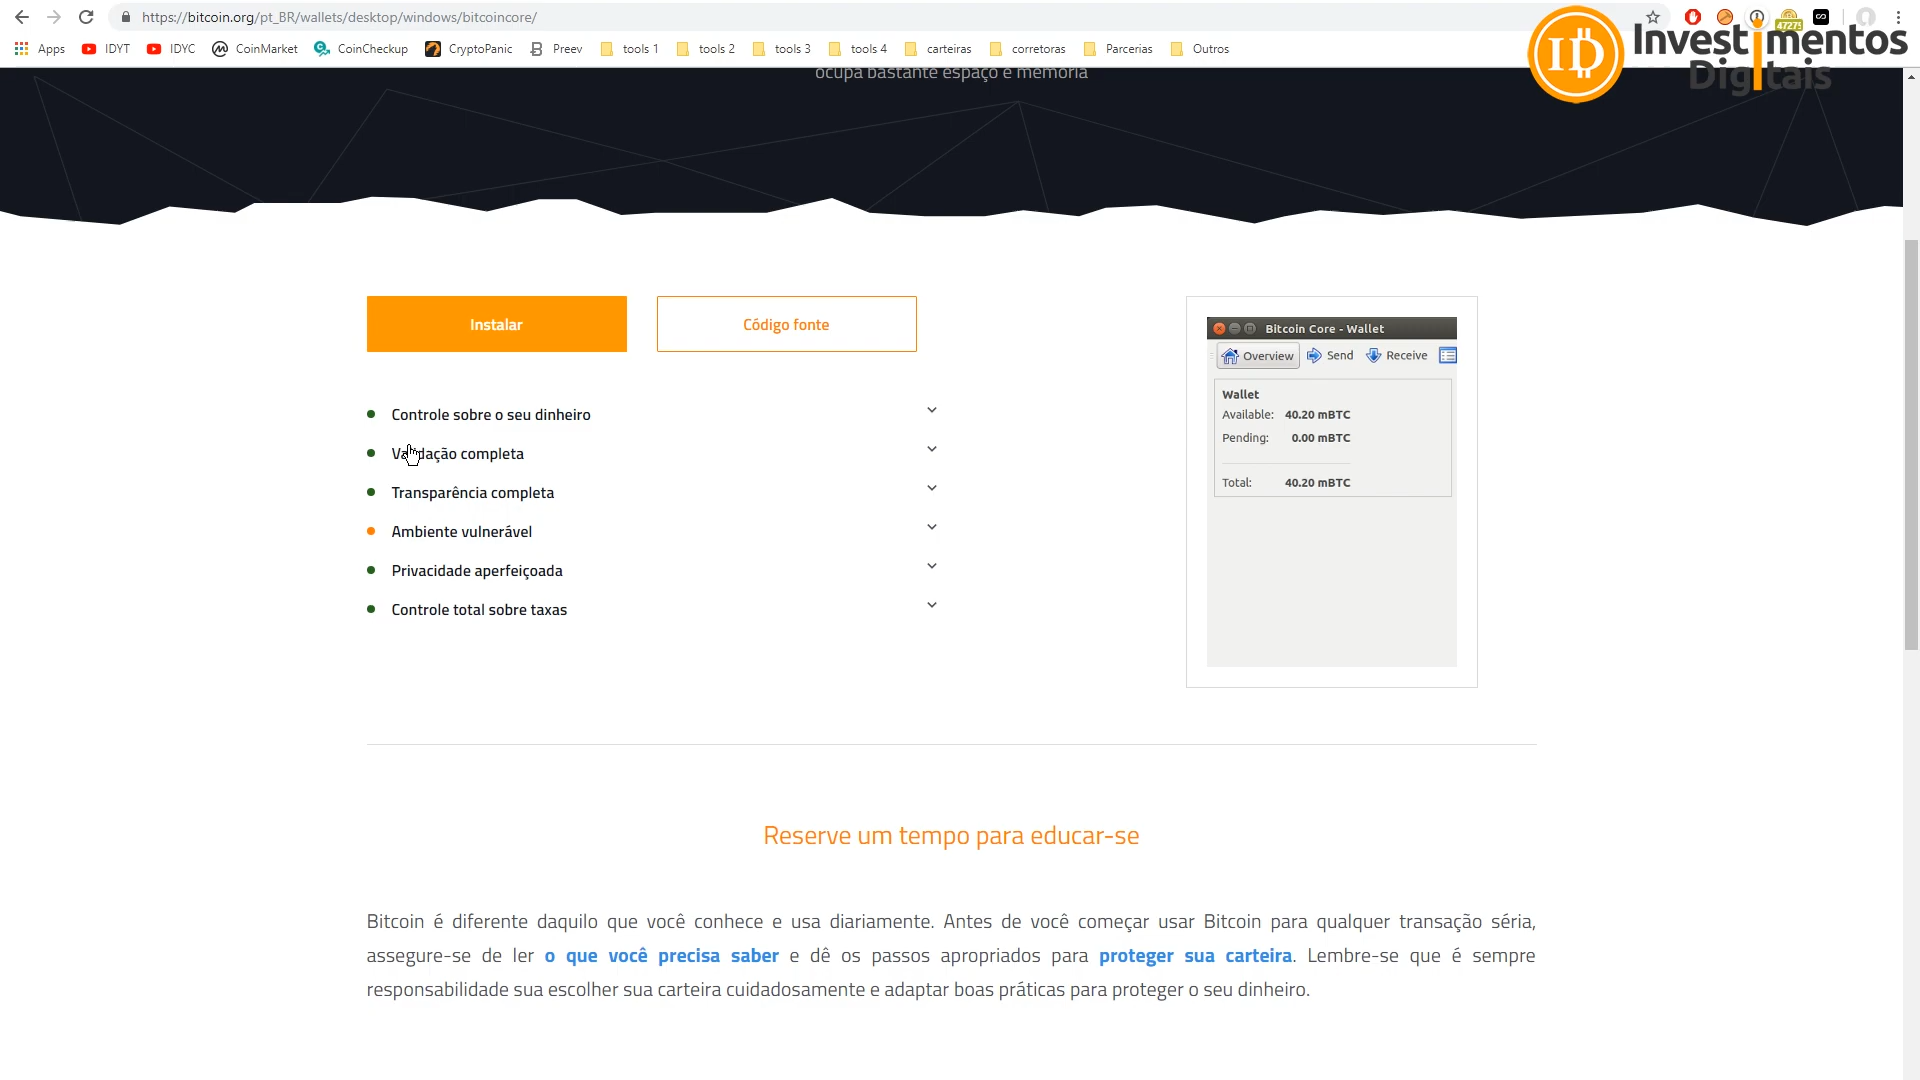 https://bitcoin.org/pt_BR/wallets/desktop/windows/bitcoincore/
Apps IDYT IDYC CoinMarket CoinCheckup CryptoPanic Preev tools 1 tools 2 tools 3 tools 4 carteiras corretoras Parcerias Outros
ID Investimentos
Digitais
ocupa bastante espaço e memória
Instalar Código fonte
Controle sobre o seu dinheiro
Validação completa
Transparência completa
Ambiente vulnerável
Privacidade aperfeiçoada
Controle total sobre taxas
Bitcoin Core - Wallet
Overview Send Receive
Wallet
Available: 40.20 mBTC
Pending: 0.00 mBTC
Total: 40.20 mBTC
Reserve um tempo para educar-se
Bitcoin é diferente daquilo que você conhece e usa diariamente. Antes de você começar usar Bitcoin para qualquer transação séria,
assegure-se de ler o que você precisa saber e dê os passos apropriados para proteger sua carteira. Lembre-se que é sempre
responsabilidade sua escolher sua carteira cuidadosamente e adaptar boas práticas para proteger o seu dinheiro.